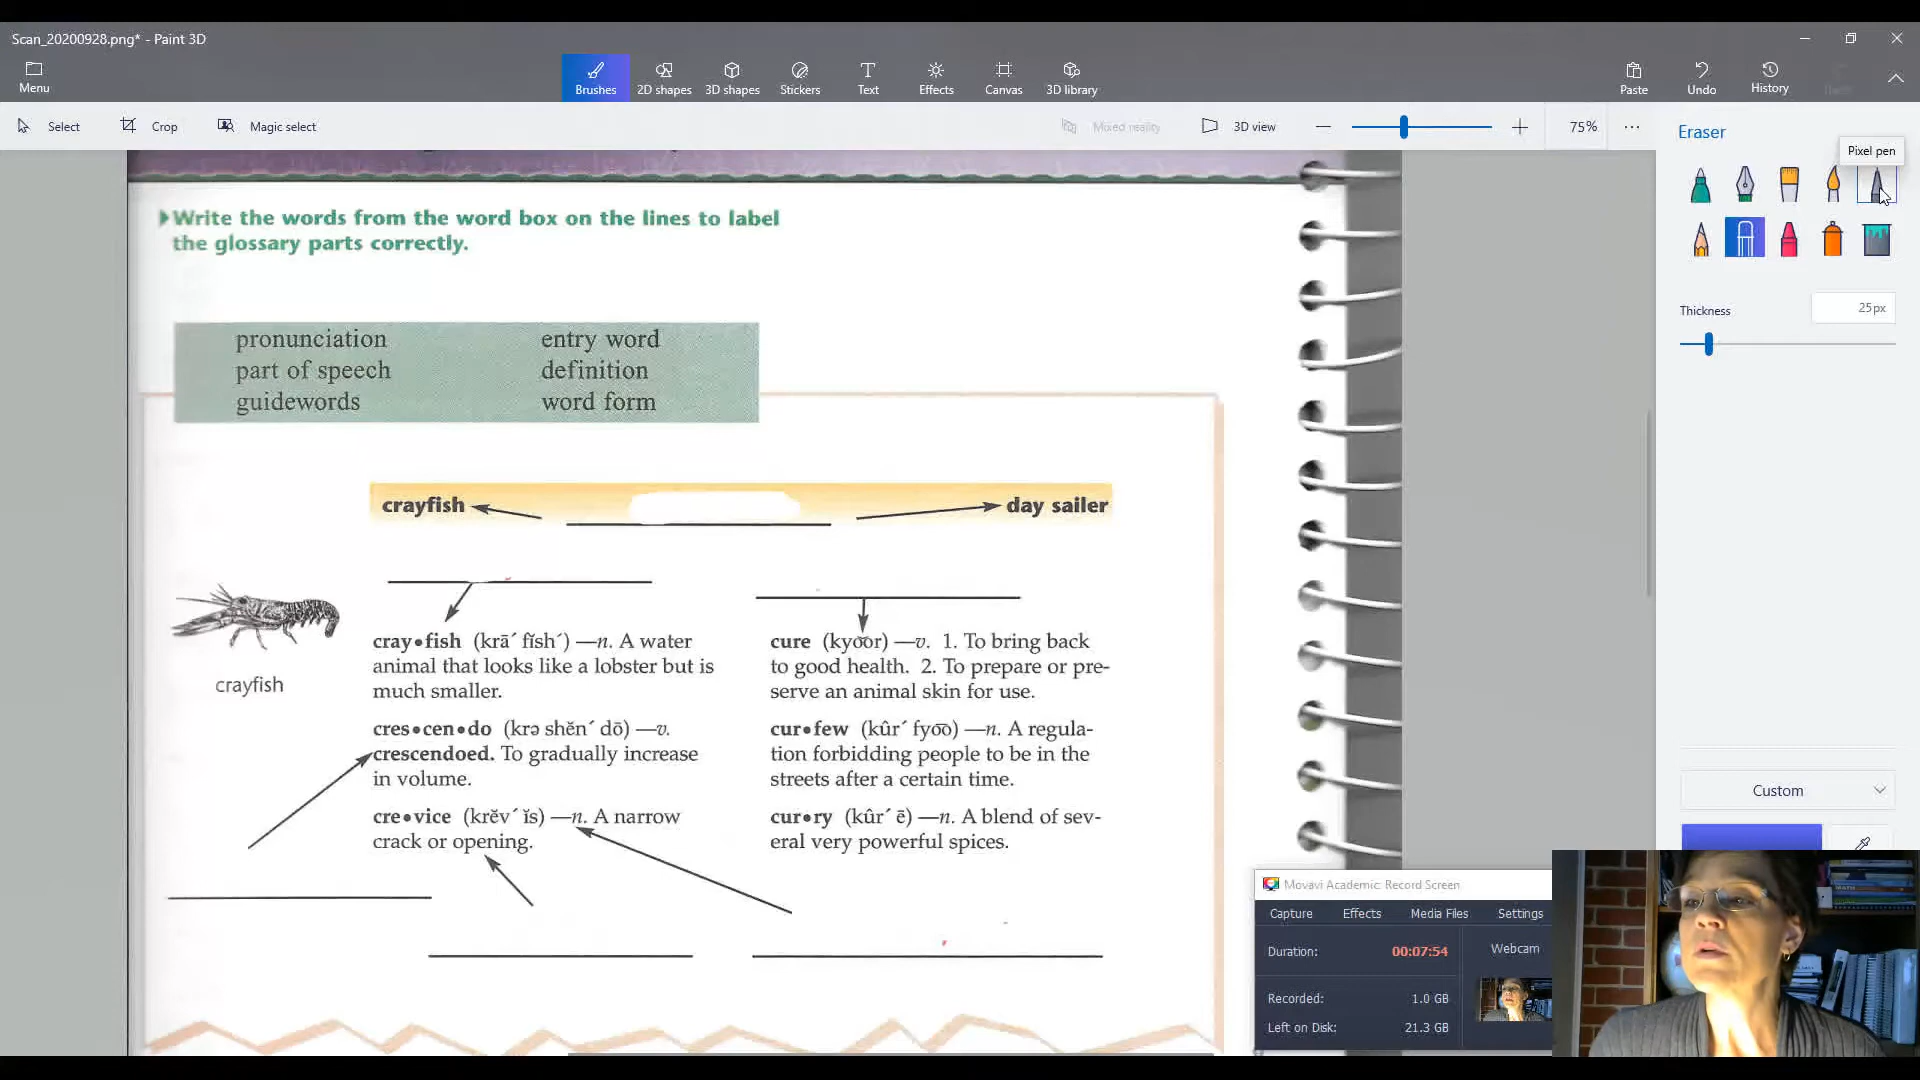 Scan_20200928.png* - Paint 3D
Menu
Brushes
2D shapes
3D shapes
Stickers
Text
Effects
Canvas
3D library
Paste
Undo
History
Select
Crop
Magic select
Mixed reality
3D view
75%
Eraser
Pixel pen
Thickness
25px
Custom
Write the words from the word box on the lines to label
the glossary parts correctly.
pronunciation entry word
part of speech definition
guidewords word form
crayfish day sailer
crayfish
cray•fish (krā´ fĭsh´) —n. A water
animal that looks like a lobster but is
much smaller.
cres•cen•do (krə shĕn´ dō) —v.
crescendoed. To gradually increase
in volume.
cre•vice (krĕv´ ĭs) —n. A narrow
crack or opening.
cure (kyo͝or) —v. 1. To bring back
to good health. 2. To prepare or pre-
serve an animal skin for use.
cur•few (kûr´ fyo͞o) —n. A regula-
tion forbidding people to be in the
streets after a certain time.
cur•ry (kûr´ ē) —n. A blend of sev-
eral very powerful spices.
Movavi Academic: Record Screen
Capture Effects Media Files Settings
Duration: 00:07:54
Webcam
Recorded: 1.0 GB
Left on Disk: 21.3 GB